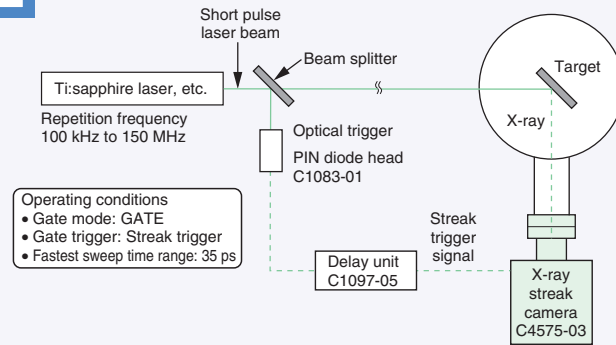 Short pulse
laser beam
Beam splitter
Target
Ti:sapphire laser, etc.
X-ray
Repetition frequency
100 kHz to 150 MHz
Optical trigger
PIN diode head
C1083-01
Operating conditions
• Gate mode: GATE
• Gate trigger: Streak trigger
• Fastest sweep time range: 35 ps
Streak
trigger
signal
Delay unit
C1097-05
X-ray
streak
camera
C4575-03